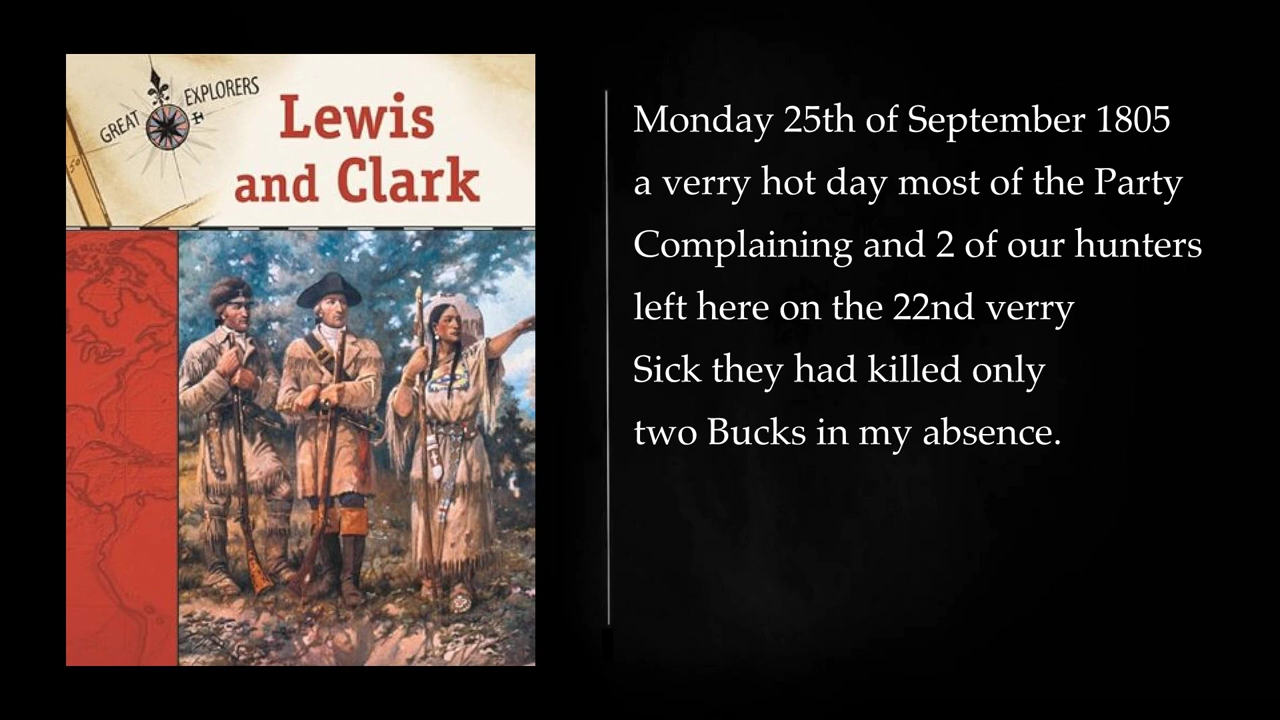 GREAT EXPLORERS
Lewis
and Clark
Monday 25th of September 1805
a verry hot day most of the Party
Complaining and 2 of our hunters
left here on the 22nd verry
Sick they had killed only
two Bucks in my absence.